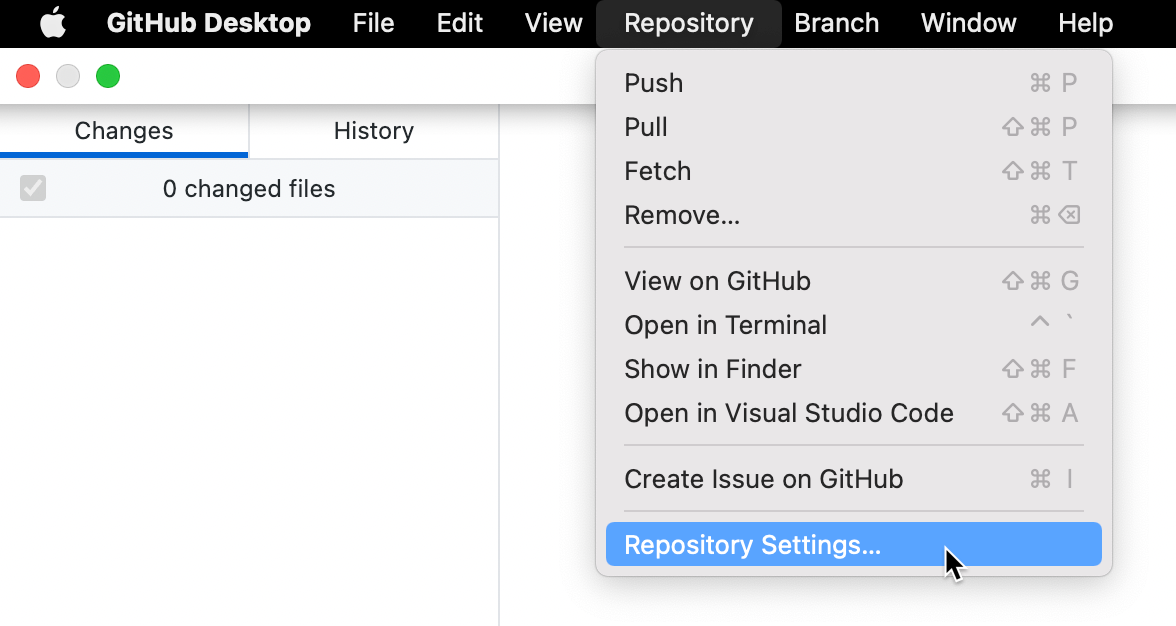 GitHub Desktop File Edit View Repository Branch Window Help
Changes History
0 changed files
Push ⌘ P
Pull ⇧ ⌘ P
Fetch ⇧ ⌘ T
Remove... ⌘ ⌫
View on GitHub ⇧ ⌘ G
Open in Terminal ^ `
Show in Finder ⇧ ⌘ F
Open in Visual Studio Code ⇧ ⌘ A
Create Issue on GitHub ⌘ I
Repository Settings...